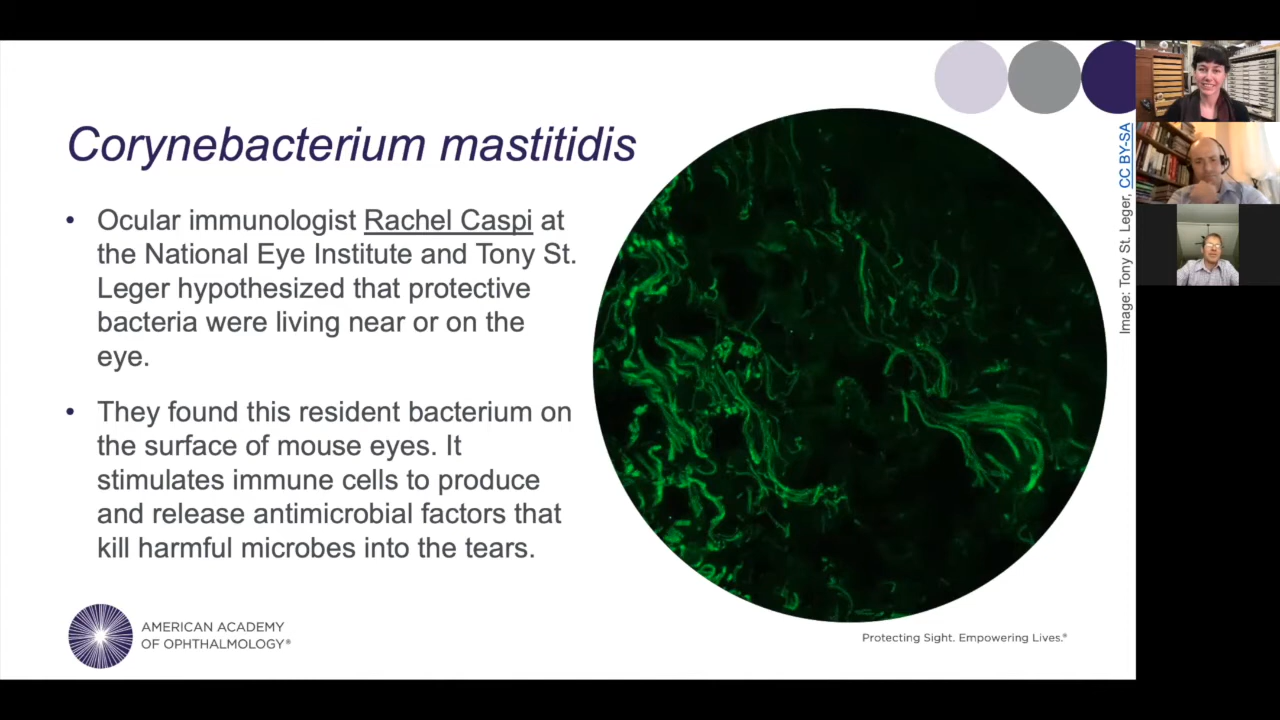 Corynebacterium mastitidis
• Ocular immunologist Rachel Caspi at
the National Eye Institute and Tony St.
Leger hypothesized that protective
bacteria were living near or on the
eye.
• They found this resident bacterium on
the surface of mouse eyes. It
stimulates immune cells to produce
and release antimicrobial factors that
kill harmful microbes into the tears.
Image: Tony St. Leger, CC BY-SA
AMERICAN ACADEMY
OF OPHTHALMOLOGY®
Protecting Sight. Empowering Lives.®